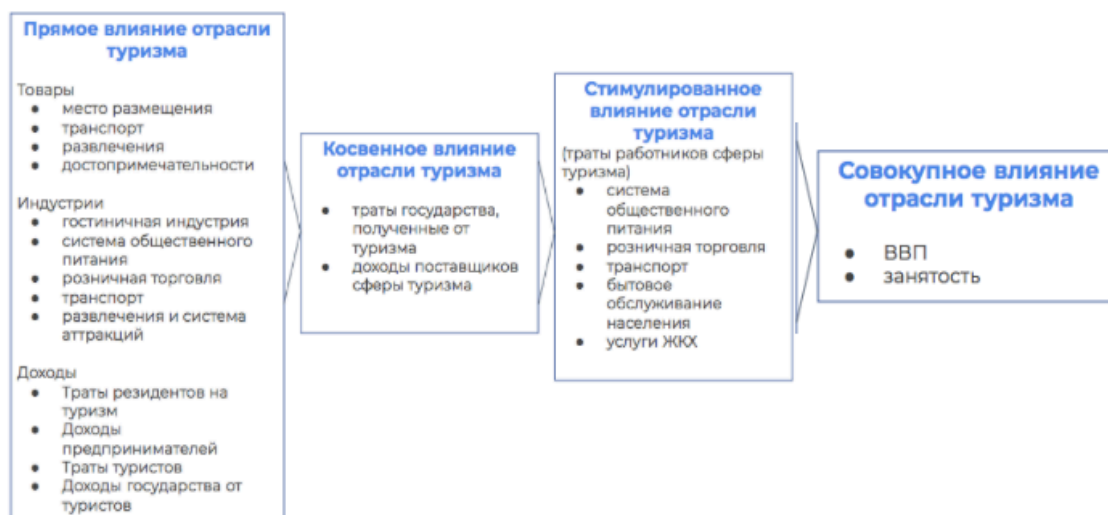 Прямое влияние отрасли
туризма
Товары
● место размещения
● транспорт
● развлечения
● достопримечательности
Индустрии
● гостиничная индустрия
● система общественного
питания
● розничная торговля
● транспорт
● развлечения и система
аттракций
Доходы
● Траты резидентов на
туризм
● Доходы
предпринимателей
● Траты туристов
● Доходы государства от
туристов
Косвенное влияние
отрасли туризма
● траты государства,
полученные от
туризма
● доходы поставщиков
сферы туризма
Стимулированное
влияние отрасли
туризма
(траты работников сферы
туризма)
● система
общественного
питания
● розничная торговля
● транспорт
● бытовое
обслуживание
населения
● услуги ЖКХ
Совокупное влияние
отрасли туризма
● ВВП
● занятость